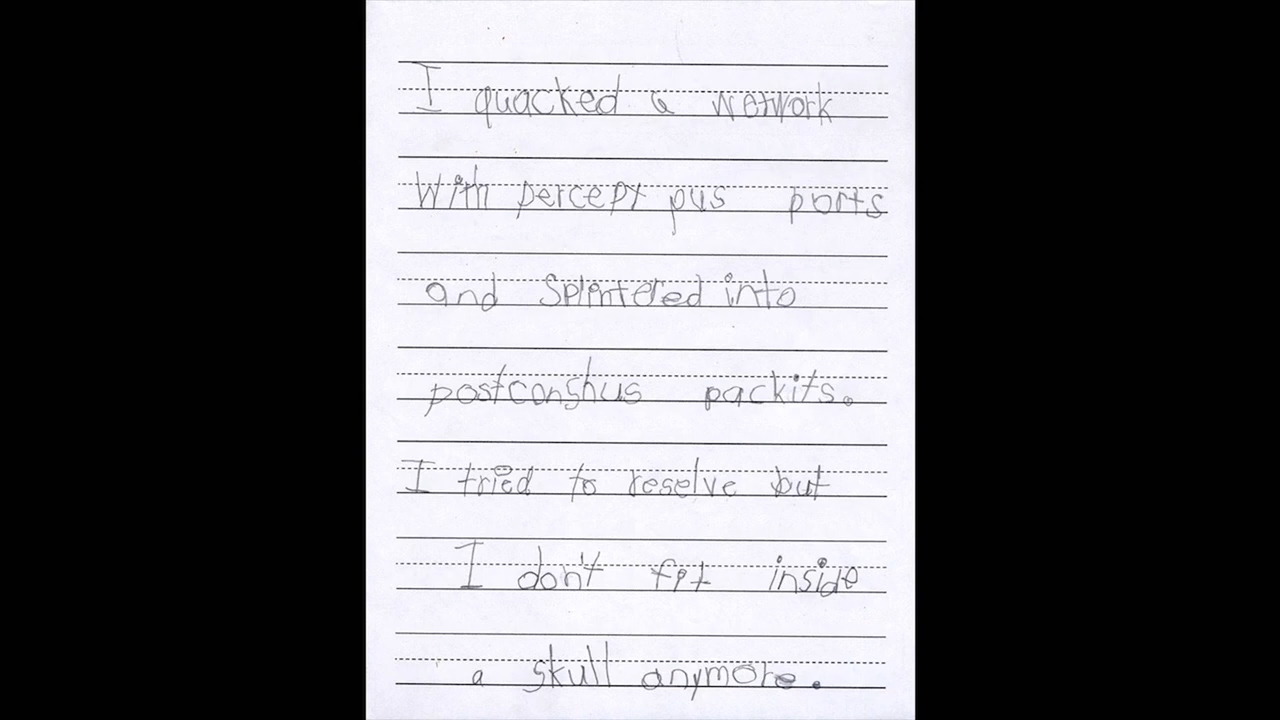 I quacked a wetwork
With percept pus ports
and Splintered into
postconshus packits.
I tried to reselve but
I don't fit inside
a skull anymore.